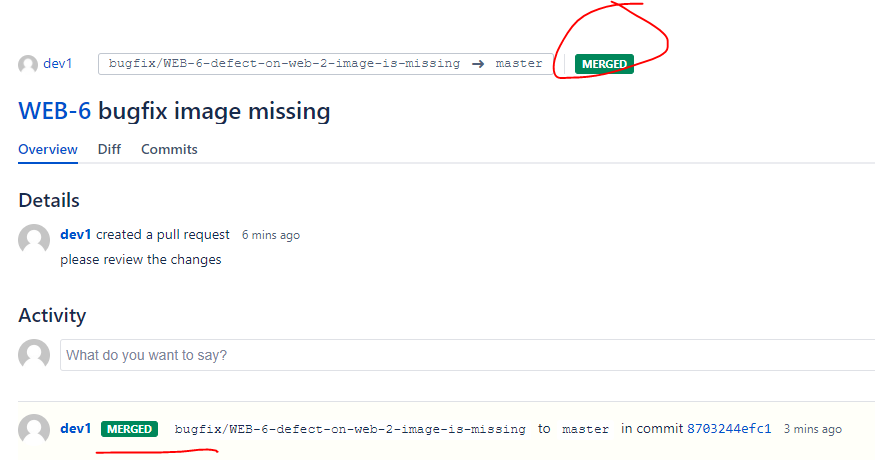 dev1 bugfix/WEB-6-defect-on-web-2-image-is-missing → master MERGED
WEB-6 bugfix image missing
Overview Diff Commits
Details
dev1 created a pull request 6 mins ago
please review the changes
Activity
What do you want to say?
dev1 MERGED bugfix/WEB-6-defect-on-web-2-image-is-missing to master in commit 8703244efc1 3 mins ago